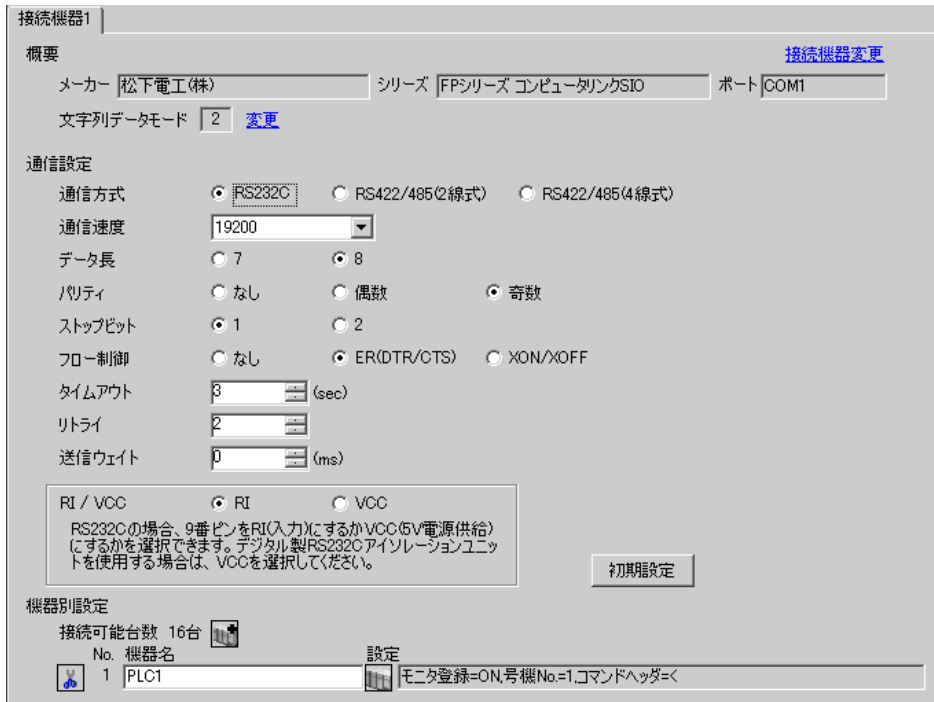 接続機器1
概要 接続機器変更
メーカー 松下電工(株) シリーズ FPシリーズ コンピュータリンクSIO ポート COM1
文字列データモード 2 変更
通信設定
通信方式 RS232C RS422/485(2線式) RS422/485(4線式)
通信速度 19200
データ長 7 8
パリティ なし 偶数 奇数
ストップビット 1 2
フロー制御 なし ER(DTR/CTS) XON/XOFF
タイムアウト 3 (sec)
リトライ 2
送信ウェイト 0 (ms)
RI / VCC RI VCC
RS232Cの場合、9番ピンをRI(入力)にするかVCC(5V電源供給)
にするかを選択できます。デジタル製RS232Cアイソレーションユニッ
トを使用する場合は、VCCを選択してください。
初期設定
機器別設定
接続可能台数 16台
No. 機器名 設定
1 PLC1 モニタ登録=ON,号機No.=1,コマンドヘッダ=<